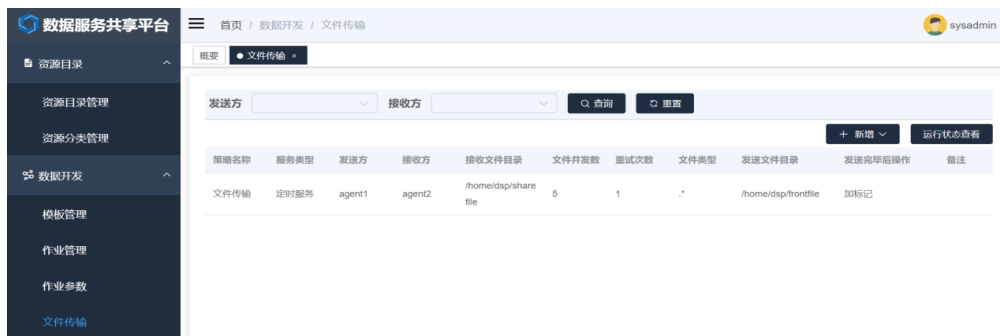 数据服务共享平台
首页 / 数据开发 / 文件传输
sysadmin
概要
文件传输 ×
资源目录
资源目录管理
资源分类管理
数据开发
模板管理
作业管理
作业参数
文件传输
发送方 接收方 查询 重置
+ 新增 运行状态查看
策略名称 服务类型 发送方 接收方 接收文件目录 文件并发数 重试次数 文件类型 发送文件目录 发送完毕后操作 备注
文件传输 定时服务 agent1 agent2 /home/dsp/share 5 1 .* /home/dsp/frontfile 加标记
file